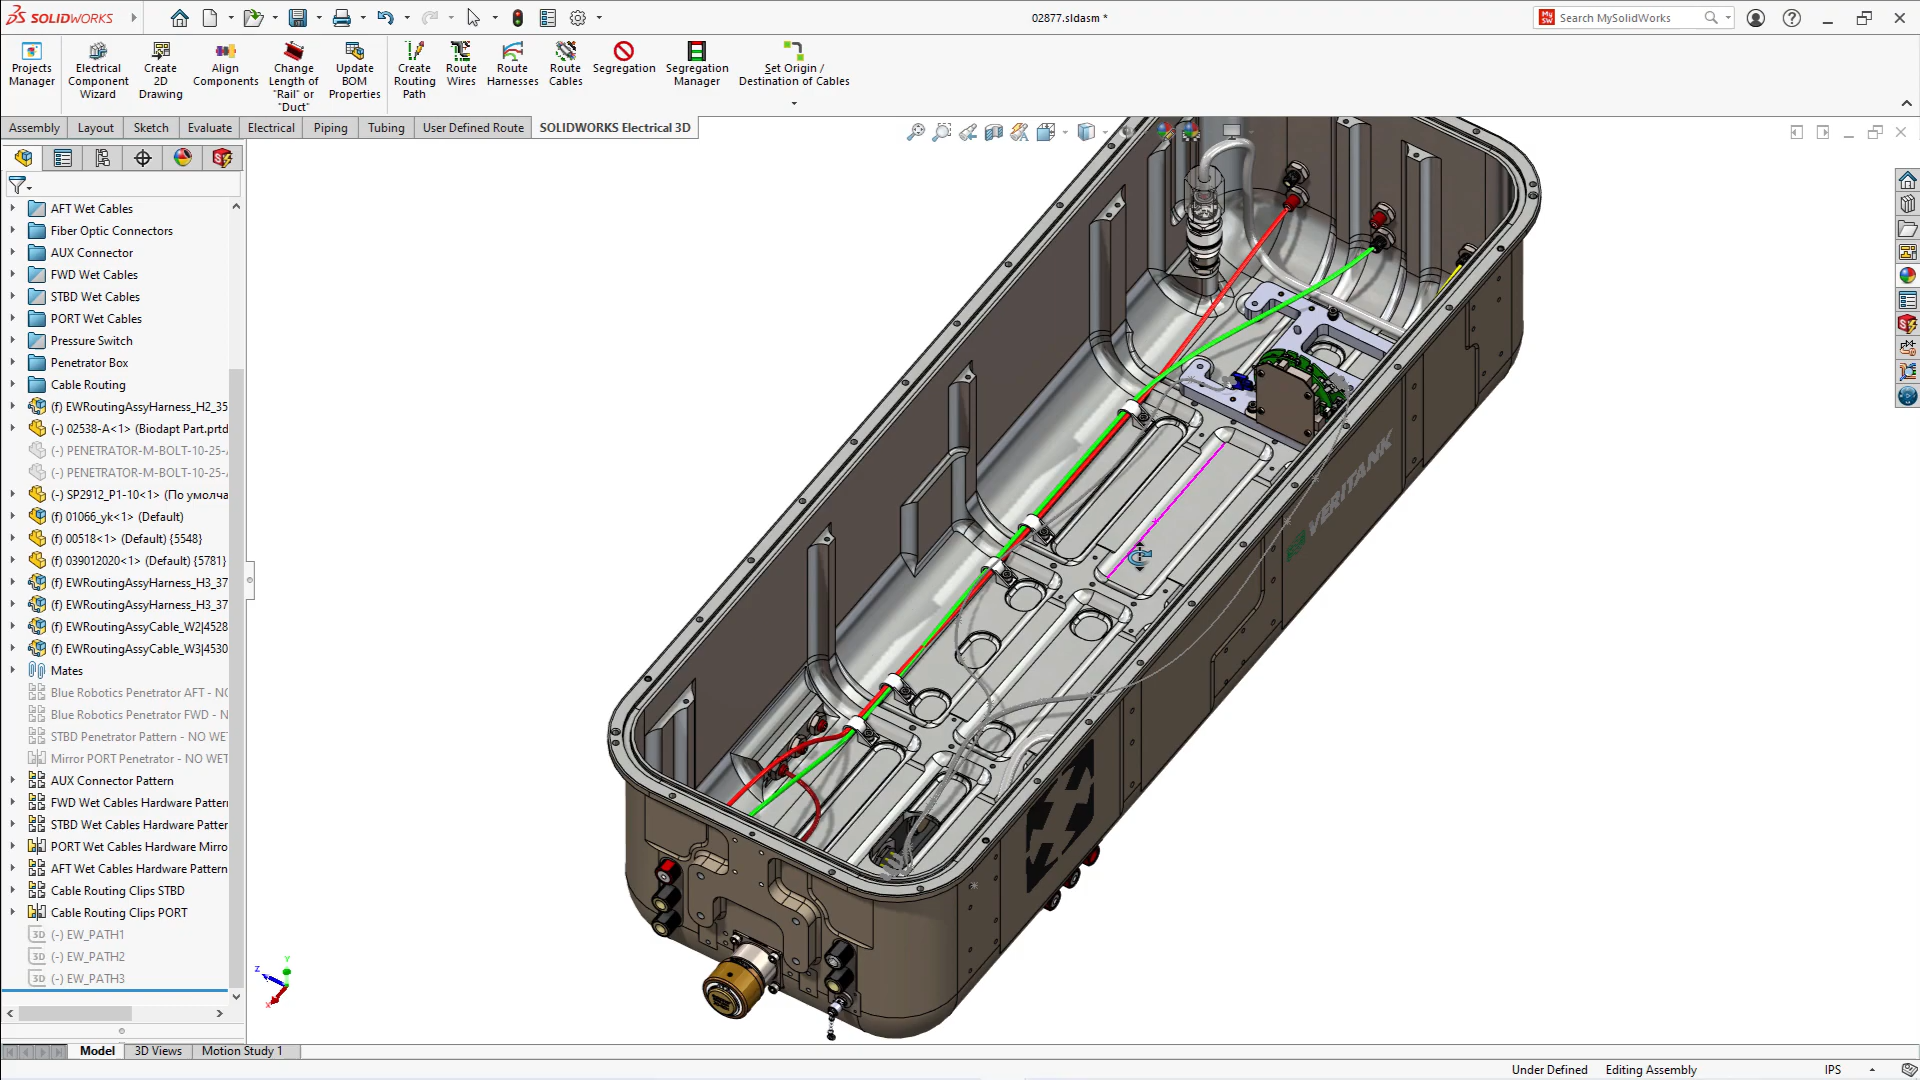 SOLIDWORKS
02877.sldasm *
Search MySolidWorks
Projects Manager
Electrical Component Wizard
Create 2D Drawing
Align Components
Change Length of "Rail" or "Duct"
Update BOM Properties
Create Routing Path
Route Wires
Route Harnesses
Route Cables
Segregation
Segregation Manager
Set Origin / Destination of Cables
Assembly
Layout
Sketch
Evaluate
Electrical
Piping
Tubing
User Defined Route
SOLIDWORKS Electrical 3D
AFT Wet Cables
Fiber Optic Connectors
AUX Connector
FWD Wet Cables
STBD Wet Cables
PORT Wet Cables
Pressure Switch
Penetrator Box
Cable Routing
(f) EWRoutingAssyHarness_H2_35
(-) 02538-A<1> (Biodapt Part.prtd
(-) PENETRATOR-M-BOLT-10-25-
(-) PENETRATOR-M-BOLT-10-25-
(-) SP2912_P1-10<1> (По умолча
(f) 01066_yk<1> (Default)
(f) 00518<1> (Default) {5548}
(f) 039012020<1> (Default) {5781}
(f) EWRoutingAssyHarness_H3_37
(f) EWRoutingAssyHarness_H3_37
(f) EWRoutingAssyCable_W2|4528
(f) EWRoutingAssyCable_W3|4530
Mates
Blue Robotics Penetrator AFT - NO
Blue Robotics Penetrator FWD - N
STBD Penetrator Pattern - NO WET
Mirror PORT Penetrator - NO WET
AUX Connector Pattern
FWD Wet Cables Hardware Pattern
STBD Wet Cables Hardware Patter
PORT Wet Cables Hardware Mirro
AFT Wet Cables Hardware Pattern
Cable Routing Clips STBD
Cable Routing Clips PORT
3D (-) EW_PATH1
3D (-) EW_PATH2
3D (-) EW_PATH3
VERITANK
Y
Z
X
Model
3D Views
Motion Study 1
Under Defined
Editing Assembly
IPS